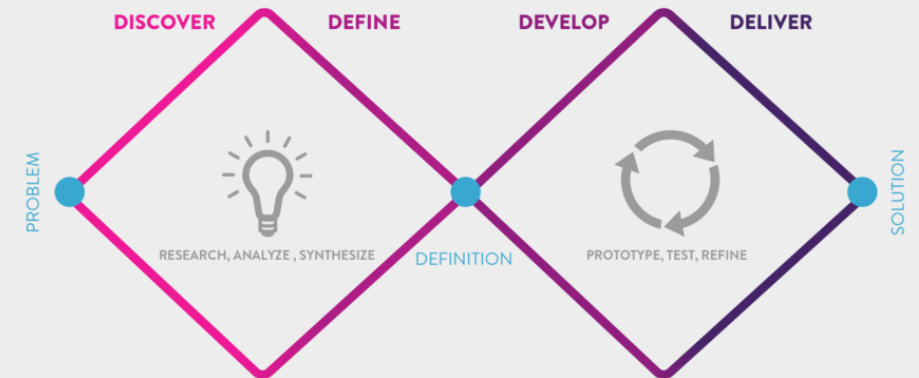 DISCOVER
DEFINE
DEVELOP
DELIVER
PROBLEM
RESEARCH, ANALYZE , SYNTHESIZE
DEFINITION
PROTOTYPE, TEST, REFINE
SOLUTION